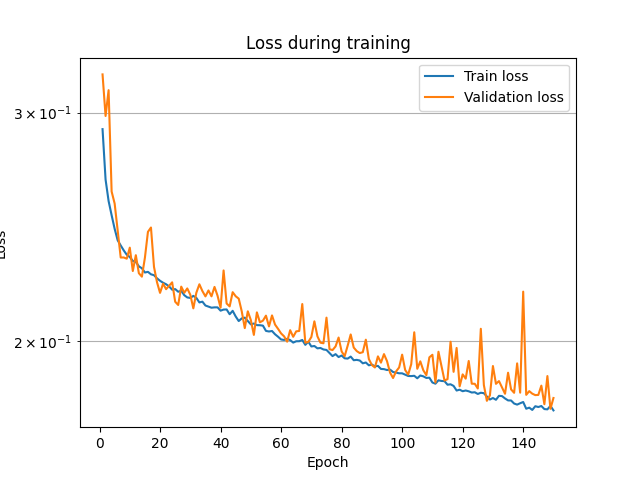 Loss during training
Train loss
Validation loss
3 × 10⁻¹
2 × 10⁻¹
Loss
0 20 40 60 80 100 120 140
Epoch